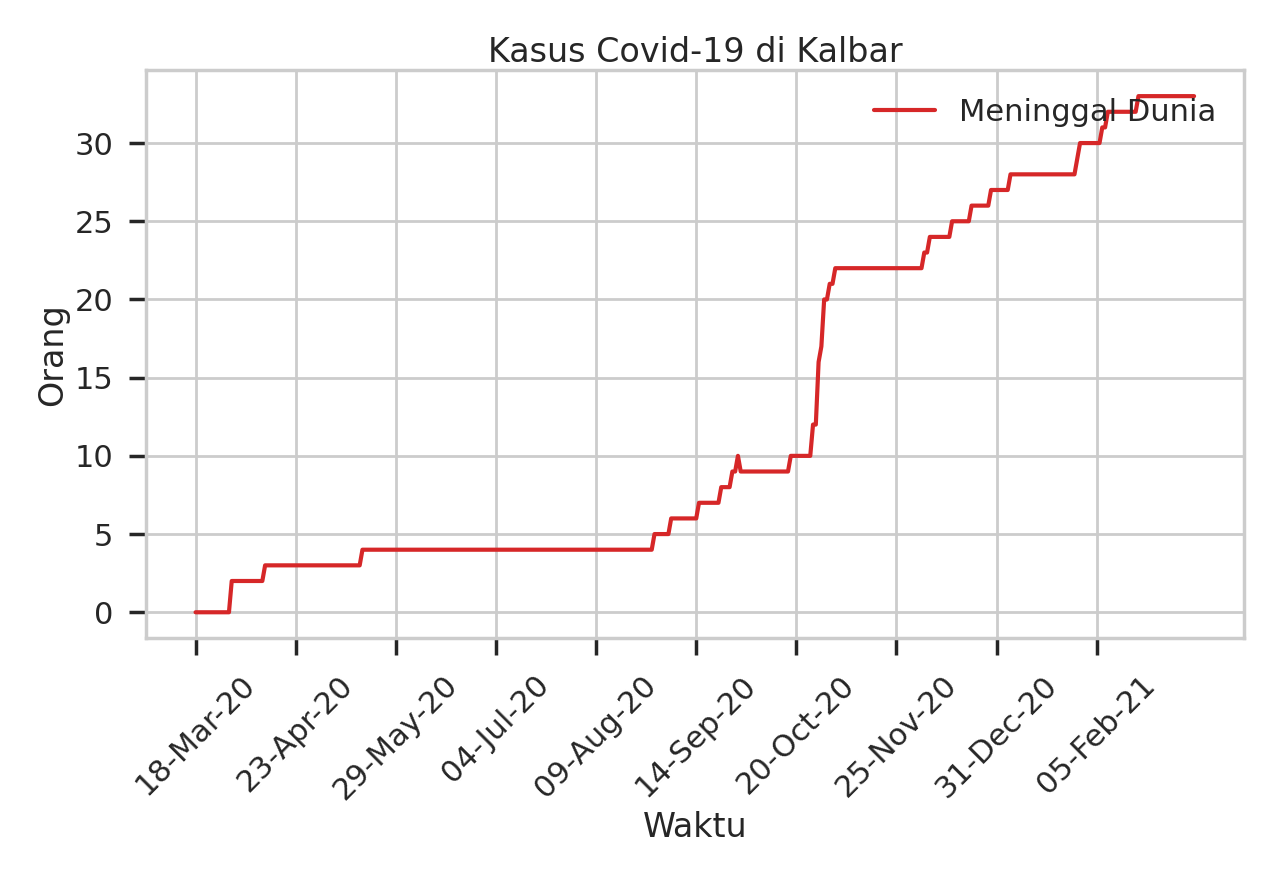 Kasus Covid-19 di Kalbar
Meninggal Dunia
Orang
30
25
20
15
10
5
0
18-Mar-20
23-Apr-20
29-May-20
04-Jul-20
09-Aug-20
14-Sep-20
20-Oct-20
25-Nov-20
31-Dec-20
05-Feb-21
Waktu